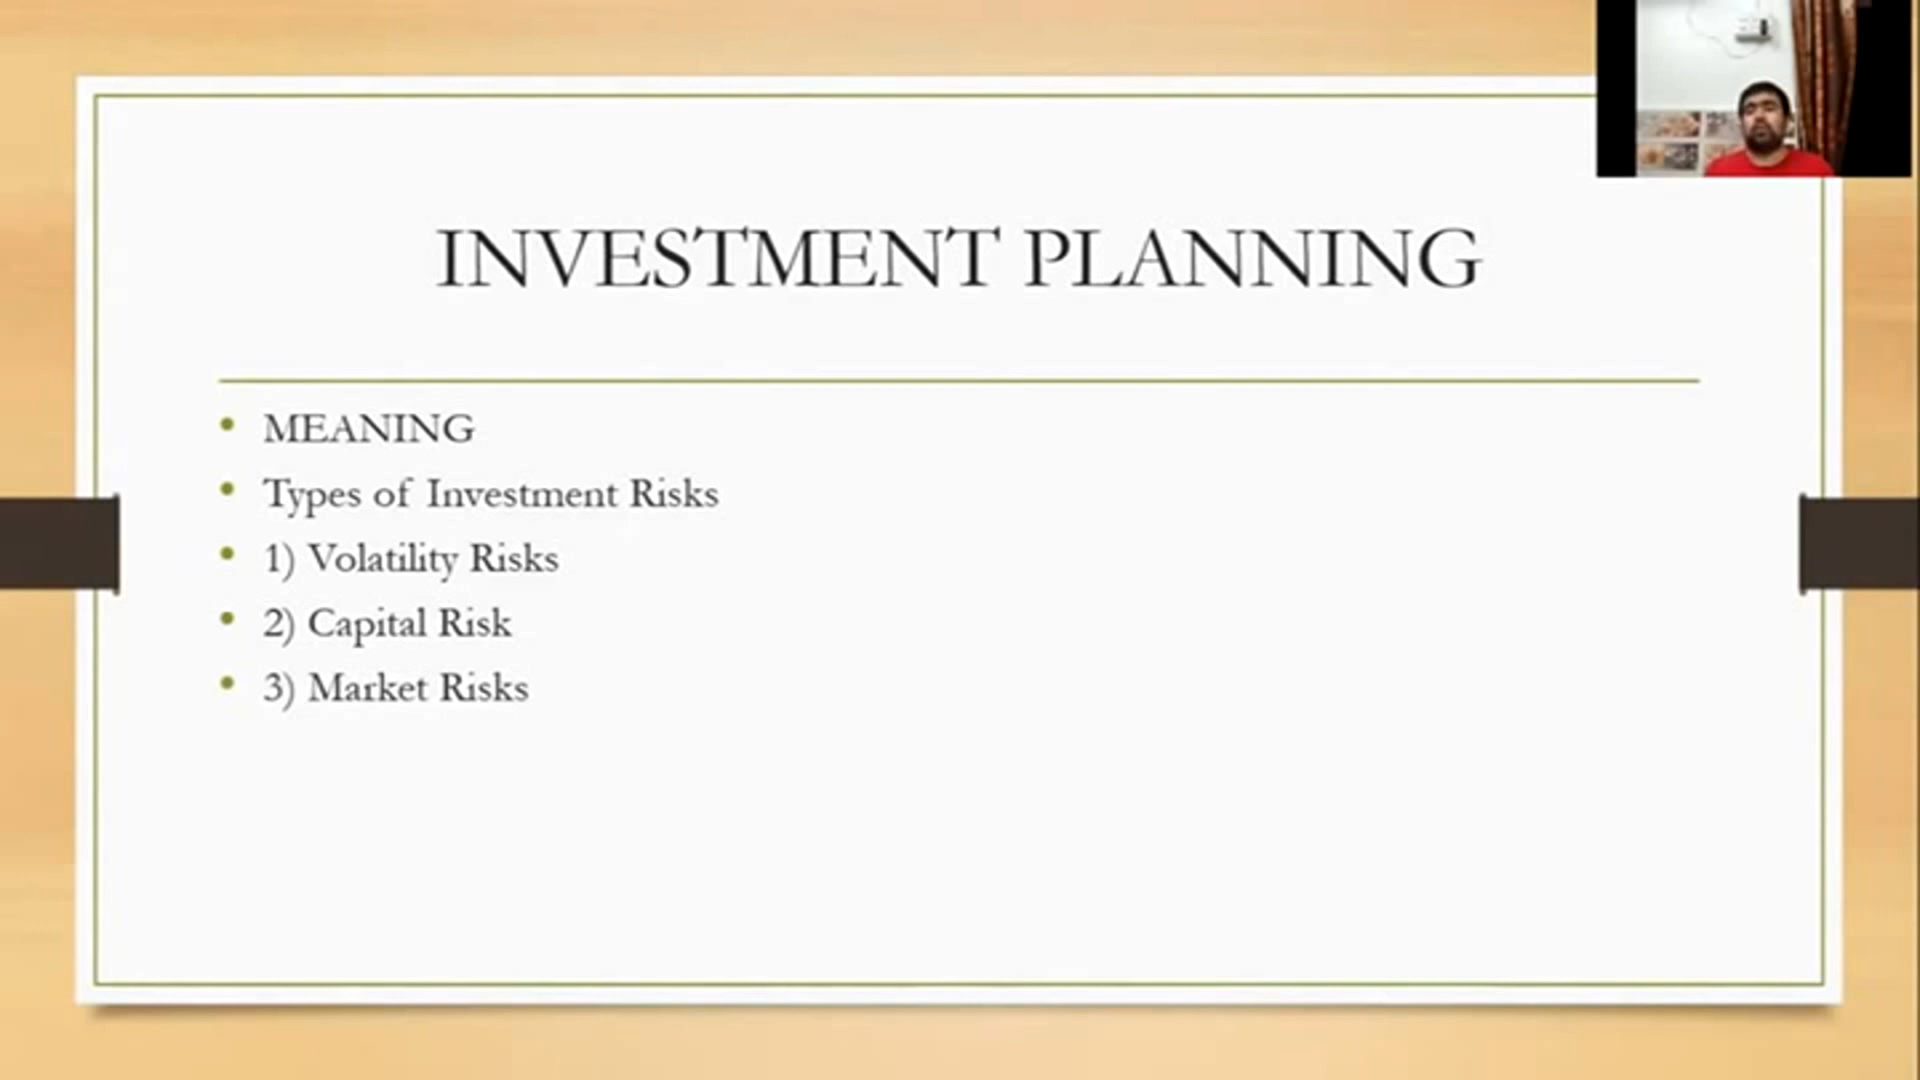 INVESTMENT PLANNING
• MEANING
• Types of Investment Risks
• 1) Volatility Risks
• 2) Capital Risk
• 3) Market Risks